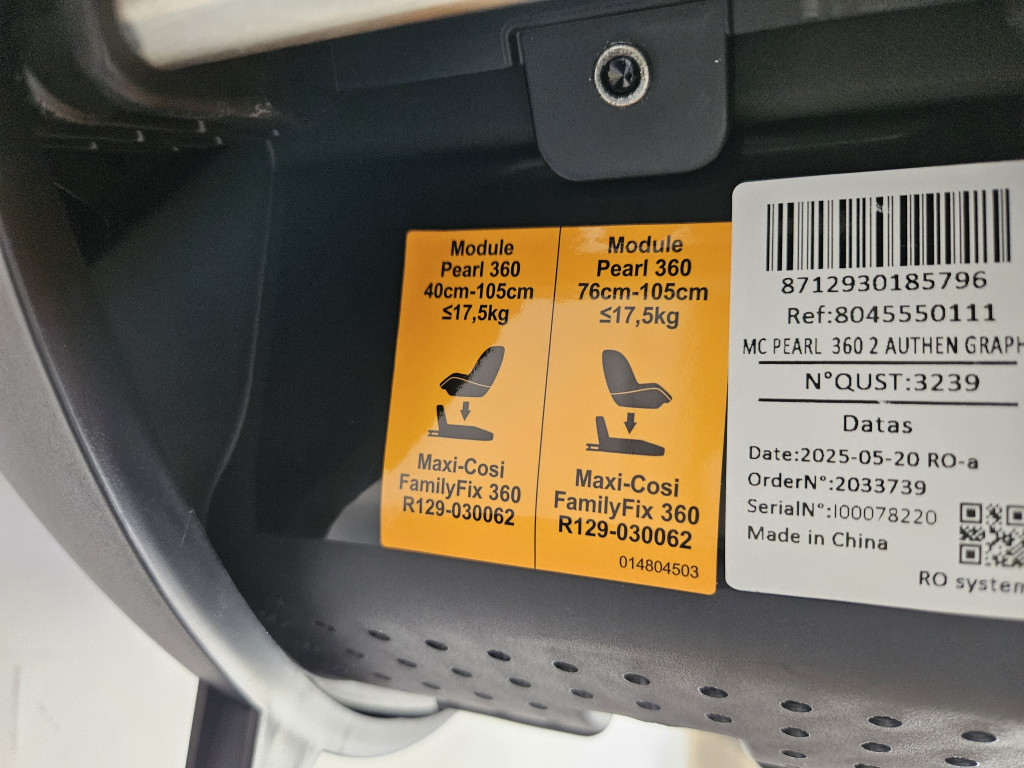 Module
Pearl 360
40cm-105cm
≤17,5kg
Maxi-Cosi
FamilyFix 360
R129-030062
Module
Pearl 360
76cm-105cm
≤17,5kg
Maxi-Cosi
FamilyFix 360
R129-030062
014804503
8712930185796
Ref:8045550111
MC PEARL 360 2 AUTHEN GRAPH
N°QUST:3239
Datas
Date:2025-05-20 RO-a
OrderN°:2033739
SerialN°:I00078220
Made in China
RO system